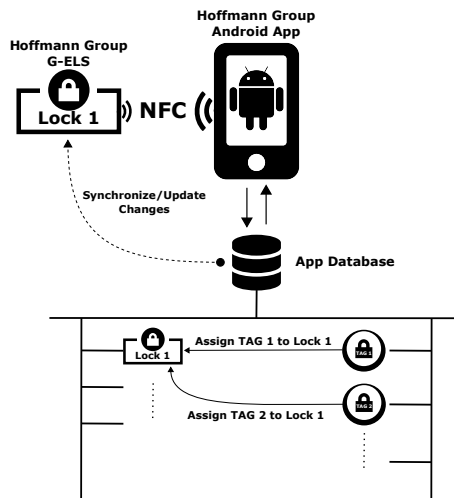 Hoffmann Group
Android App
Hoffmann Group
G-ELS
Lock 1
NFC
Synchronize/Update
Changes
App Database
Lock 1
Assign TAG 1 to Lock 1
TAG 1
Assign TAG 2 to Lock 1
TAG 2